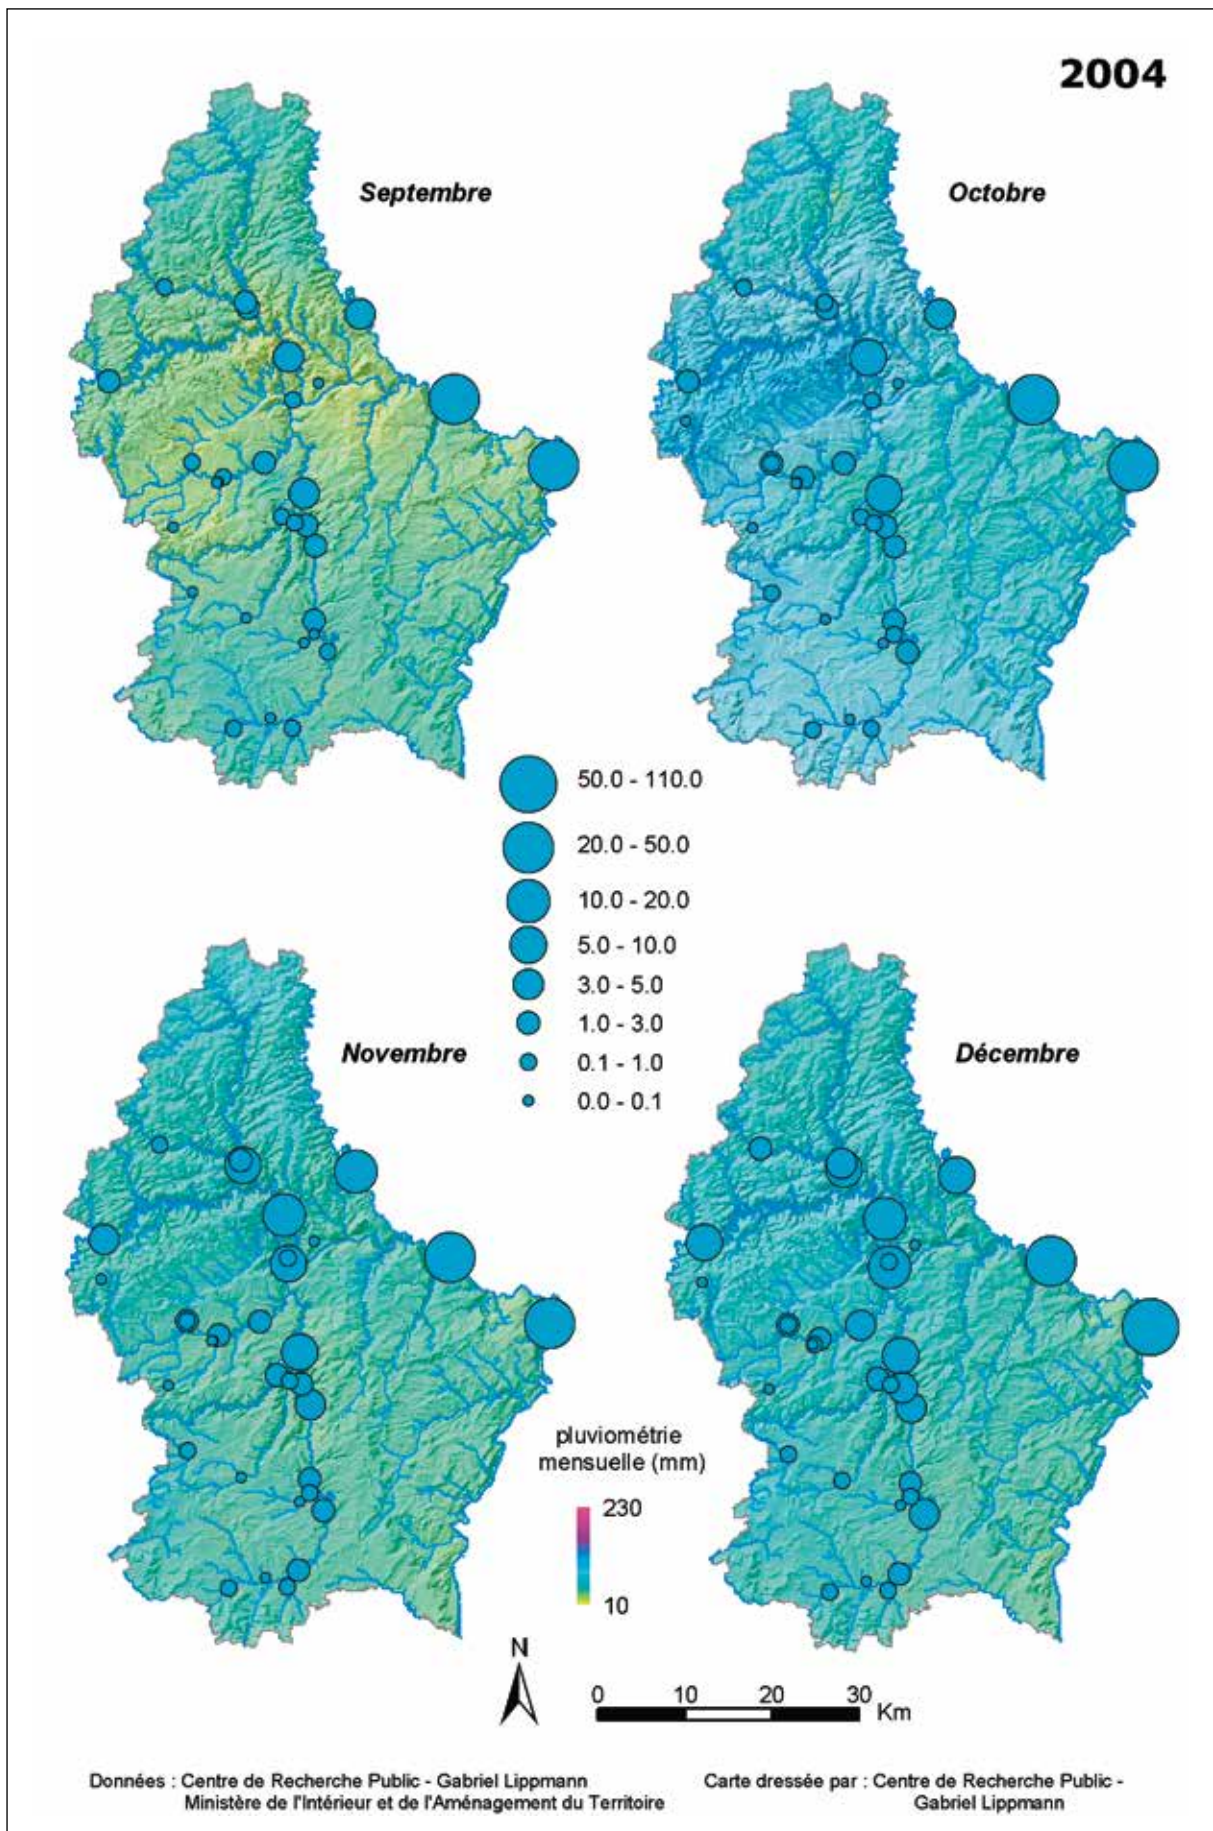 2004
Septembre
Octobre
50.0 - 110.0
20.0 - 50.0
10.0 - 20.0
5.0 - 10.0
3.0 - 5.0
1.0 - 3.0
0.1 - 1.0
0.0 - 0.1
Novembre
Décembre
pluviométrie
mensuelle (mm)
230
10
N
0 10 20 30
Km
Données : Centre de Recherche Public - Gabriel Lippmann
Ministère de l'Intérieur et de l'Aménagement du Territoire
Carte dressée par : Centre de Recherche Public -
Gabriel Lippmann